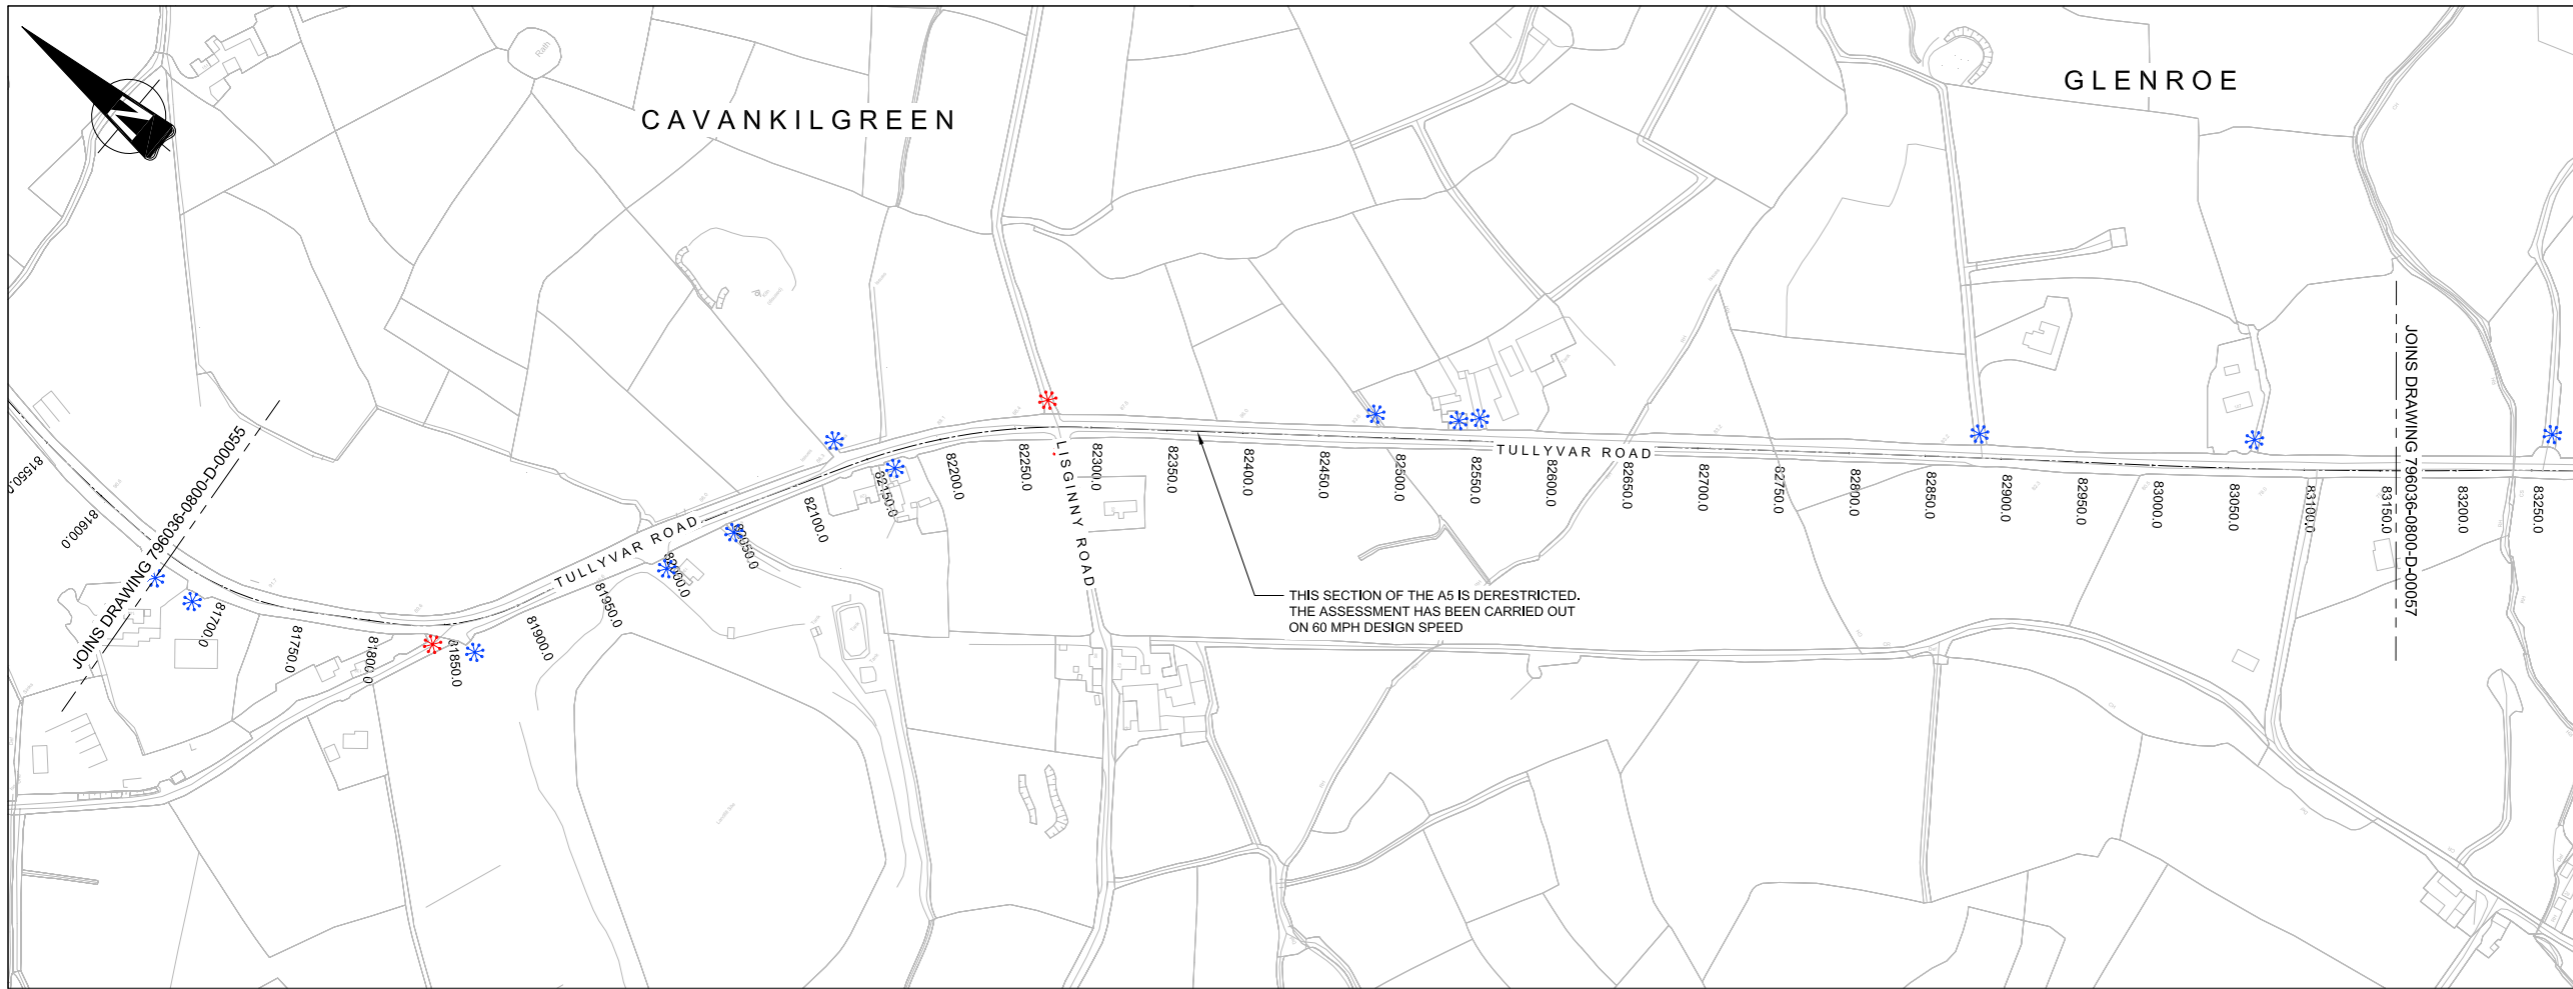 Rath
CAVANKILGREEN
GLENROE
N
JOINS DRAWING 796036-0800-D-00055
JOINS DRAWING 796036-0800-D-00057
TULLYVAR ROAD
TULLYVAR ROAD
LISGINNY ROAD
THIS SECTION OF THE A5 IS DERESTRICTED.
THE ASSESSMENT HAS BEEN CARRIED OUT
ON 60 MPH DESIGN SPEED
81550.0
81600.0
81700.0
81750.0
81800.0
81850.0
81900.0
81950.0
82000.0
82050.0
82100.0
82150.0
82200.0
82250.0
82300.0
82350.0
82400.0
82450.0
82500.0
82550.0
82600.0
82650.0
82700.0
82750.0
82800.0
82850.0
82900.0
82950.0
83000.0
83050.0
83100.0
83150.0
83200.0
83250.0